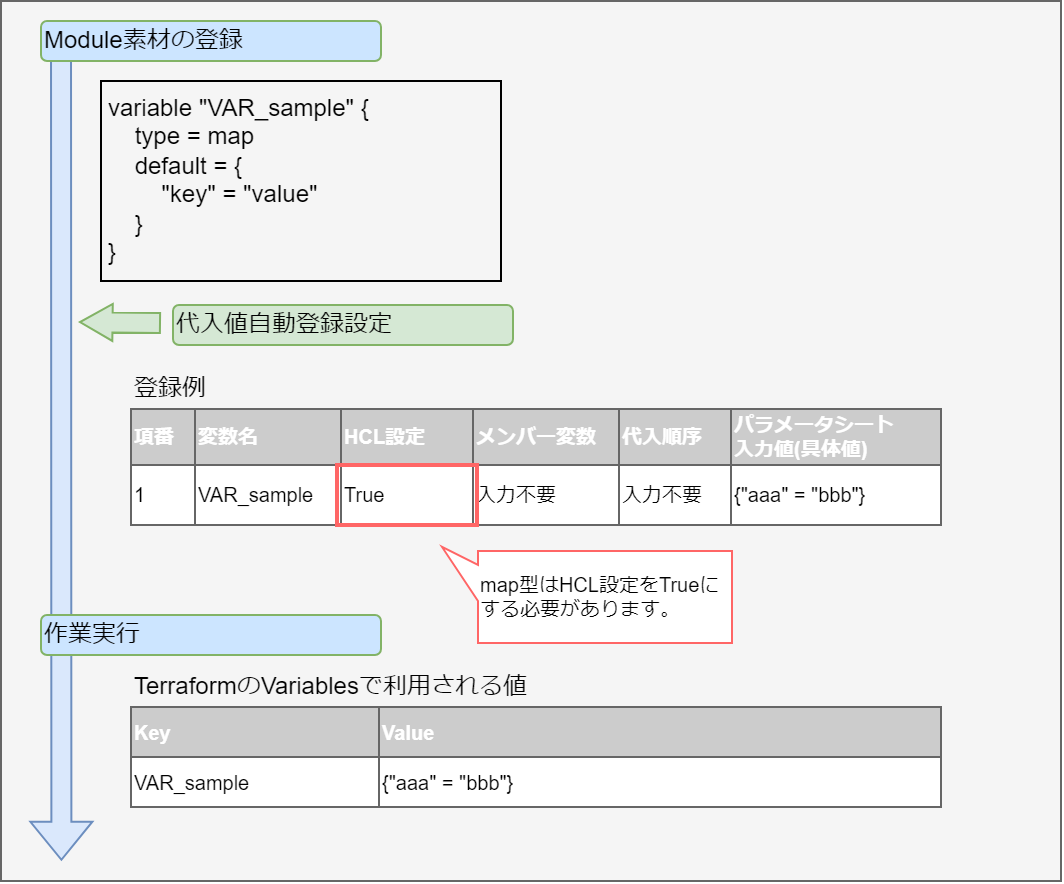 Module素材の登録
variable "VAR_sample" {
    type = map
    default = {
        "key" = "value"
    }
}
代入値自動登録設定
登録例
項番 変数名 HCL設定 メンバー変数 代入順序 パラメータシート
入力値(具体値)
1 VAR_sample True 入力不要 入力不要 {"aaa" = "bbb"}
map型はHCL設定をTrueに
する必要があります。
作業実行
TerraformのVariablesで利用される値
Key Value
VAR_sample {"aaa" = "bbb"}